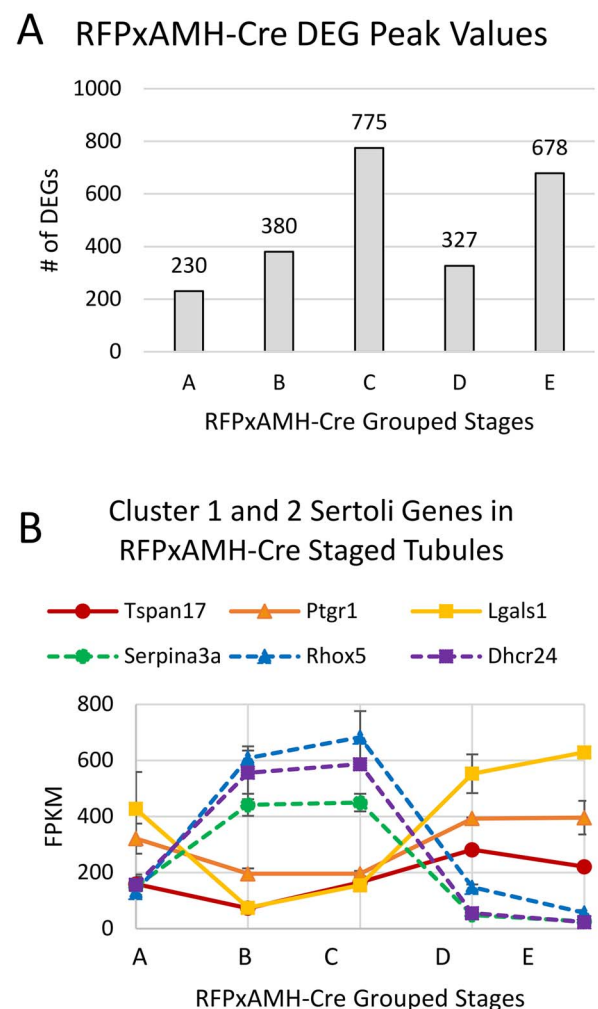 A RFPxAMH-Cre DEG Peak Values
1000
800
600
400
200
0
# of DEGs
230
380
775
327
678
A B C D E
RFPxAMH-Cre Grouped Stages
B Cluster 1 and 2 Sertoli Genes in
RFPxAMH-Cre Staged Tubules
Tspan17 Ptgr1 Lgals1
Serpina3a Rhox5 Dhcr24
800
600
400
200
0
FPKM
A B C D E
RFPxAMH-Cre Grouped Stages